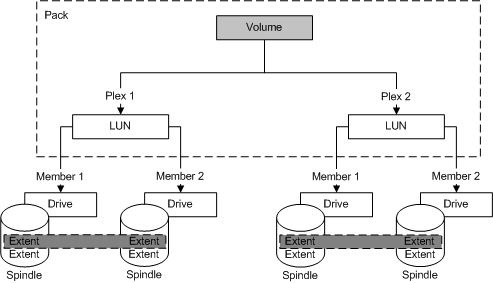 Pack
Volume
Plex 1 Plex 2
LUN LUN
Member 1 Member 2 Member 1 Member 2
Drive Drive Drive Drive
Extent Extent Extent Extent
Extent Extent Extent Extent
Spindle Spindle Spindle Spindle